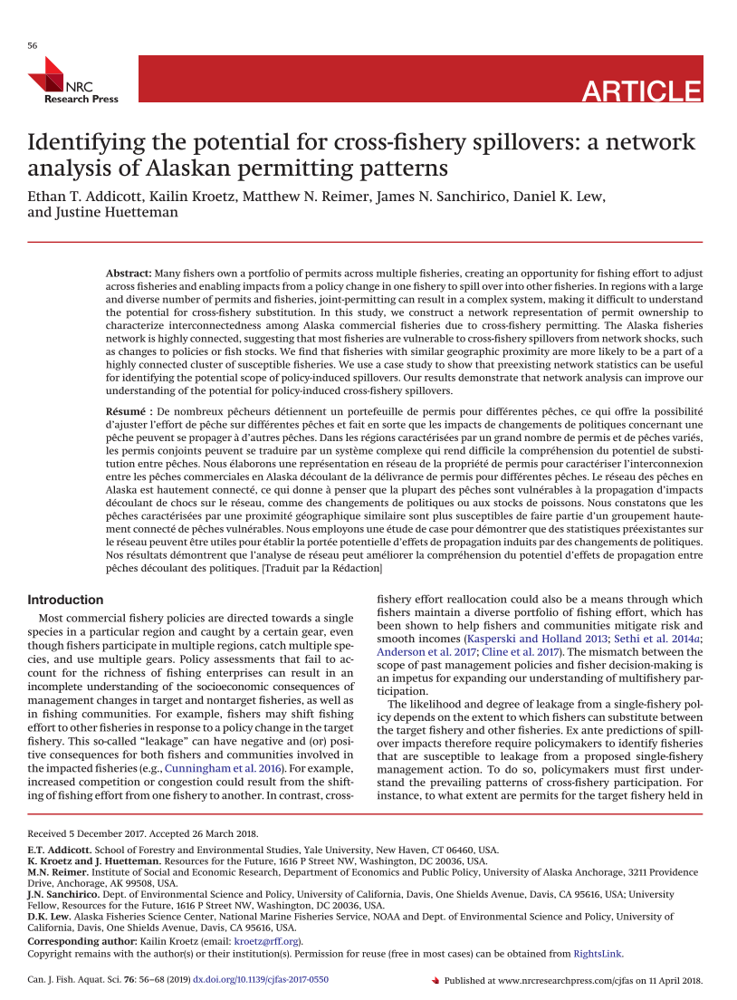 56
NRC
Research Press
ARTICLE
Identifying the potential for cross-fishery spillovers: a network
analysis of Alaskan permitting patterns
Ethan T. Addicott, Kailin Kroetz, Matthew N. Reimer, James N. Sanchirico, Daniel K. Lew,
and Justine Huetteman
Abstract: Many fishers own a portfolio of permits across multiple fisheries, creating an opportunity for fishing effort to adjust
across fisheries and enabling impacts from a policy change in one fishery to spill over into other fisheries. In regions with a large
and diverse number of permits and fisheries, joint-permitting can result in a complex system, making it difficult to understand
the potential for cross-fishery substitution. In this study, we construct a network representation of permit ownership to
characterize interconnectedness among Alaska commercial fisheries due to cross-fishery permitting. The Alaska fisheries
network is highly connected, suggesting that most fisheries are vulnerable to cross-fishery spillovers from network shocks, such
as changes to policies or fish stocks. We find that fisheries with similar geographic proximity are more likely to be a part of a
highly connected cluster of susceptible fisheries. We use a case study to show that preexisting network statistics can be useful
for identifying the potential scope of policy-induced spillovers. Our results demonstrate that network analysis can improve our
understanding of the potential for policy-induced cross-fishery spillovers.
Résumé : De nombreux pêcheurs détiennent un portefeuille de permis pour différentes pêches, ce qui offre la possibilité
d'ajuster l'effort de pêche sur différentes pêches et fait en sorte que les impacts de changements de politiques concernant une
pêche peuvent se propager à d'autres pêches. Dans les régions caractérisées par un grand nombre de permis et de pêches variés,
les permis conjoints peuvent se traduire par un système complexe qui rend difficile la compréhension du potentiel de substi-
tution entre pêches. Nous élaborons une représentation en réseau de la propriété de permis pour caractériser l'interconnexion
entre les pêches commerciales en Alaska découlant de la délivrance de permis pour différentes pêches. Le réseau des pêches en
Alaska est hautement connecté, ce qui donne à penser que la plupart des pêches sont vulnérables à la propagation d'impacts
découlant de chocs sur le réseau, comme des changements de politiques ou aux stocks de poissons. Nous constatons que les
pêches caractérisées par une proximité géographique similaire sont plus susceptibles de faire partie d'un groupement haute-
ment connecté de pêches vulnérables. Nous employons une étude de case pour démontrer que des statistiques préexistantes sur
le réseau peuvent être utiles pour établir la portée potentielle d'effets de propagation induits par des changements de politiques.
Nos résultats démontrent que l'analyse de réseau peut améliorer la compréhension du potentiel d'effets de propagation entre
pêches découlant des politiques. [Traduit par la Rédaction]
Introduction
Most commercial fishery policies are directed towards a single
species in a particular region and caught by a certain gear, even
though fishers participate in multiple regions, catch multiple spe-
cies, and use multiple gears. Policy assessments that fail to ac-
count for the richness of fishing enterprises can result in an
incomplete understanding of the socioeconomic consequences of
management changes in target and nontarget fisheries, as well as
in fishing communities. For example, fishers may shift fishing
effort to other fisheries in response to a policy change in the target
fishery. This so-called "leakage" can have negative and (or) posi-
tive consequences for both fishers and communities involved in
the impacted fisheries (e.g., Cunningham et al. 2016). For example,
increased competition or congestion could result from the shift-
ing of fishing effort from one fishery to another. In contrast, cross-
fishery effort reallocation could also be a means through which
fishers maintain a diverse portfolio of fishing effort, which has
been shown to help fishers and communities mitigate risk and
smooth incomes (Kasperski and Holland 2013; Sethi et al. 2014a;
Anderson et al. 2017; Cline et al. 2017). The mismatch between the
scope of past management policies and fisher decision-making is
an impetus for expanding our understanding of multifishery par-
ticipation.
The likelihood and degree of leakage from a single-fishery pol-
icy depends on the extent to which fishers can substitute between
the target fishery and other fisheries. Ex ante predictions of spill-
over impacts therefore require policymakers to identify fisheries
that are susceptible to leakage from a proposed single-fishery
management action. To do so, policymakers must first under-
stand the prevailing patterns of cross-fishery participation. For
instance, to what extent are permits for the target fishery held in
Received 5 December 2017. Accepted 26 March 2018.
E.T. Addicott. School of Forestry and Environmental Studies, Yale University, New Haven, CT 06460, USA.
K. Kroetz and J. Huetteman. Resources for the Future, 1616 P Street NW, Washington, DC 20036, USA.
M.N. Reimer. Institute of Social and Economic Research, Department of Economics and Public Policy, University of Alaska Anchorage, 3211 Providence
Drive, Anchorage, AK 99508, USA.
J.N. Sanchirico. Dept. of Environmental Science and Policy, University of California, Davis, One Shields Avenue, Davis, CA 95616, USA; University
Fellow, Resources for the Future, 1616 P Street NW, Washington, DC 20036, USA.
D.K. Lew. Alaska Fisheries Science Center, National Marine Fisheries Service, NOAA and Dept. of Environmental Science and Policy, University of
California, Davis, One Shields Avenue, Davis, CA 95616, USA.
Corresponding author: Kailin Kroetz (email: kroetz@rff.org).
Copyright remains with the author(s) or their institution(s). Permission for reuse (free in most cases) can be obtained from RightsLink.
Can. J. Fish. Aquat. Sci. 76: 56–68 (2019) dx.doi.org/10.1139/cjfas-2017-0550
Published at www.nrcresearchpress.com/cjfas on 11 April 2018.